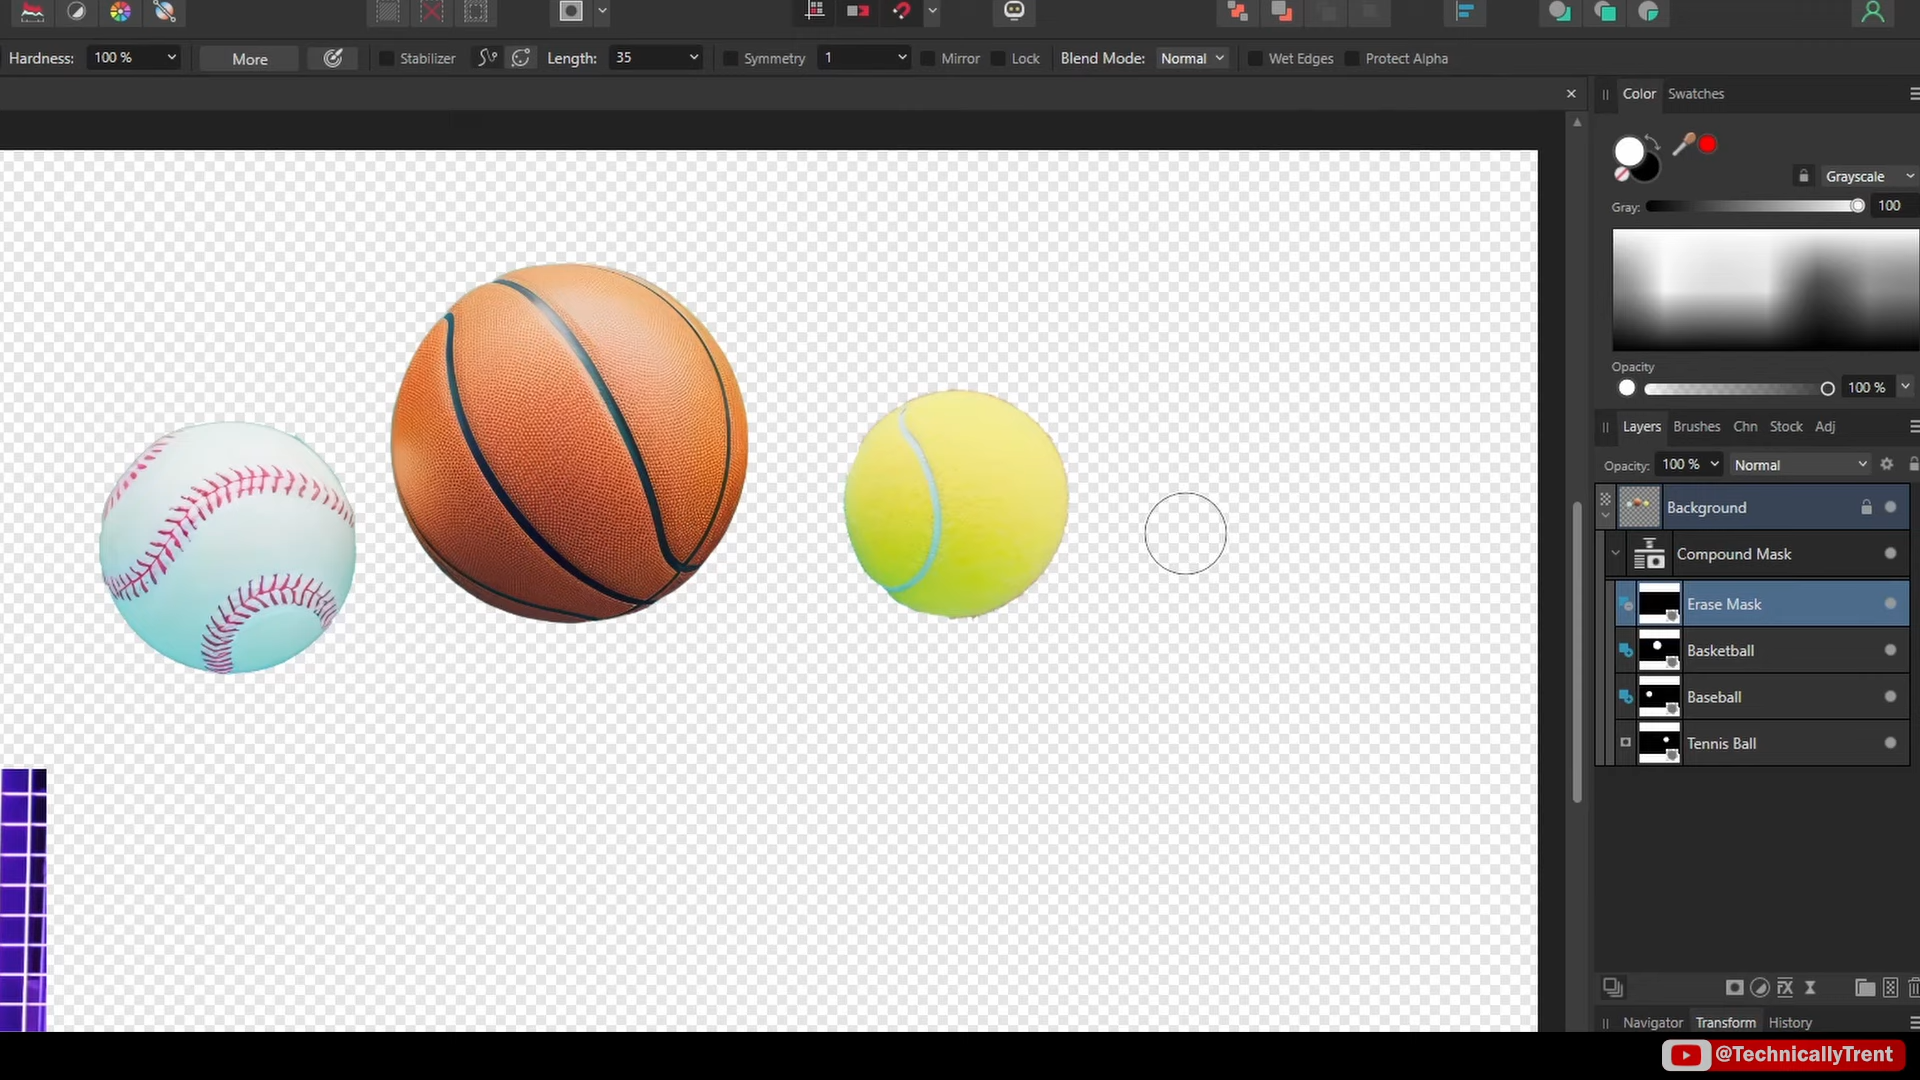 Hardness: 100 % More Stabilizer Length: 35 Symmetry 1 Mirror Lock Blend Mode: Normal Wet Edges Protect Alpha
Color Swatches
Grayscale
Gray: 100
Opacity
100 %
Layers Brushes Chn Stock Adj
Opacity: 100 % Normal
Background
Compound Mask
Erase Mask
Basketball
Baseball
Tennis Ball
FX
Navigator Transform History
@TechnicallyTrent